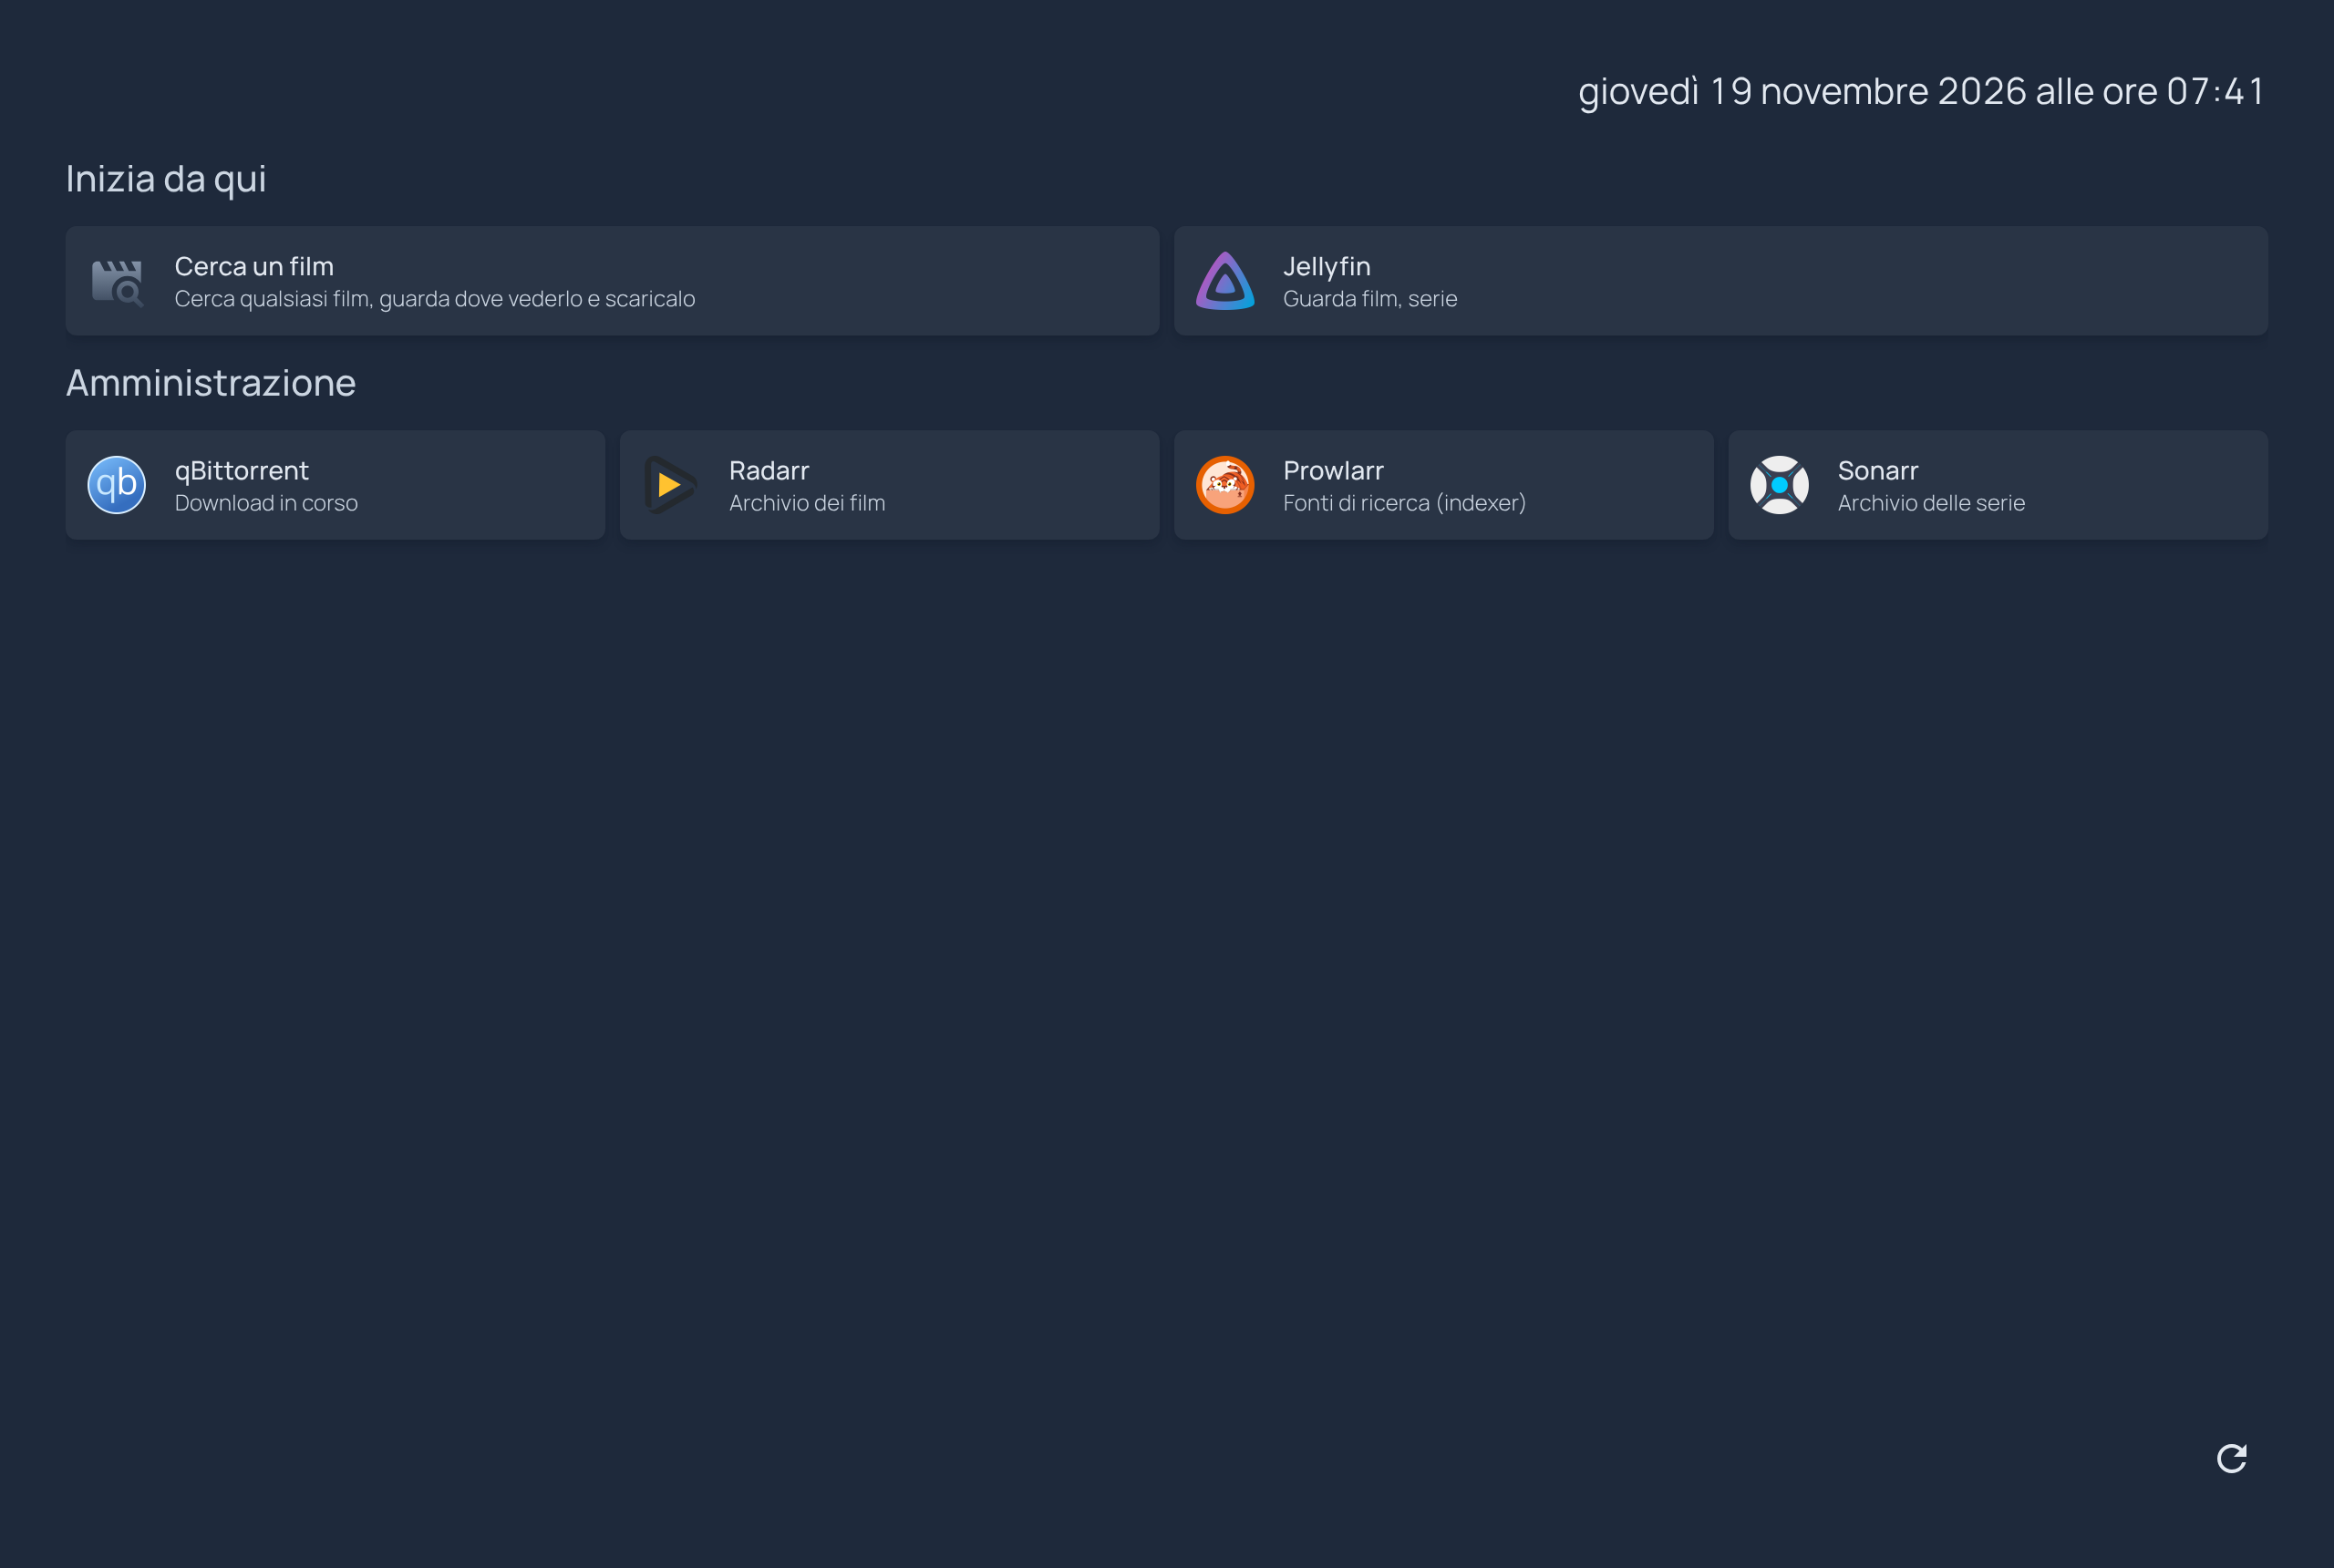 giovedì 19 novembre 2026 alle ore 07:41
Inizia da qui
Cerca un film
Cerca qualsiasi film, guarda dove vederlo e scaricalo
Jellyfin
Guarda film, serie
Amministrazione
qb
qBittorrent
Download in corso
Radarr
Archivio dei film
Prowlarr
Fonti di ricerca (indexer)
Sonarr
Archivio delle serie